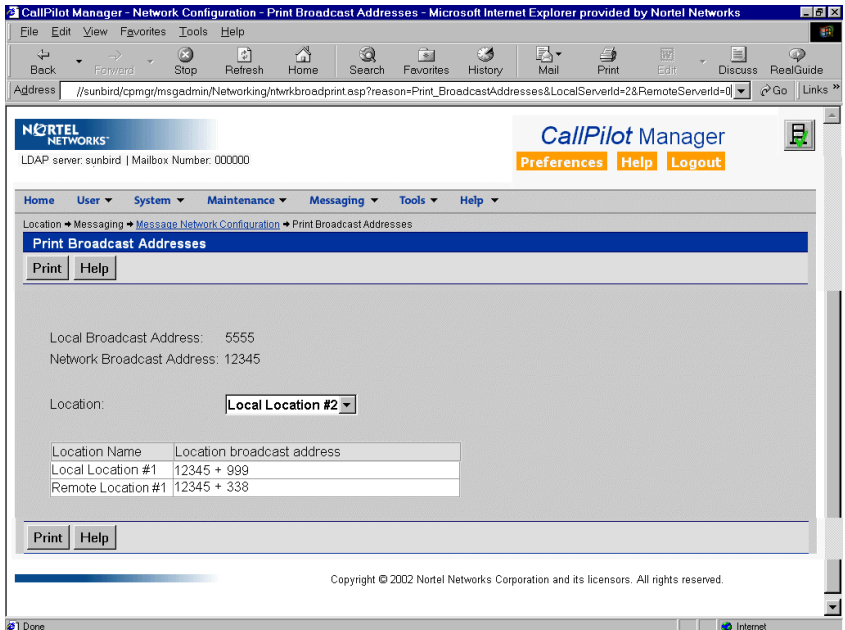 CallPilot Manager - Network Configuration - Print Broadcast Addresses - Microsoft Internet Explorer provided by Nortel Networks
File Edit View Favorites Tools Help
Back Forward Stop Refresh Home Search Favorites History Mail Print Edit Discuss RealGuide
Address //sunbird/cpmgr/msgadmin/Networking/ntwrkbroadprint.asp?reason=Print_BroadcastAddresses&LocalServerId=2&RemoteServerId=0 Go Links »
NORTEL
NETWORKS™
CallPilot Manager
LDAP server: sunbird | Mailbox Number: 000000
Preferences Help Logout
Home User System Maintenance Messaging Tools Help
Location → Messaging → Message Network Configuration → Print Broadcast Addresses
Print Broadcast Addresses
Print Help
Local Broadcast Address: 5555
Network Broadcast Address: 12345
Location: Local Location #2
Location Name Location broadcast address
Local Location #1 12345 + 999
Remote Location #1 12345 + 338
Print Help
Copyright © 2002 Nortel Networks Corporation and its licensors. All rights reserved.
Done Internet